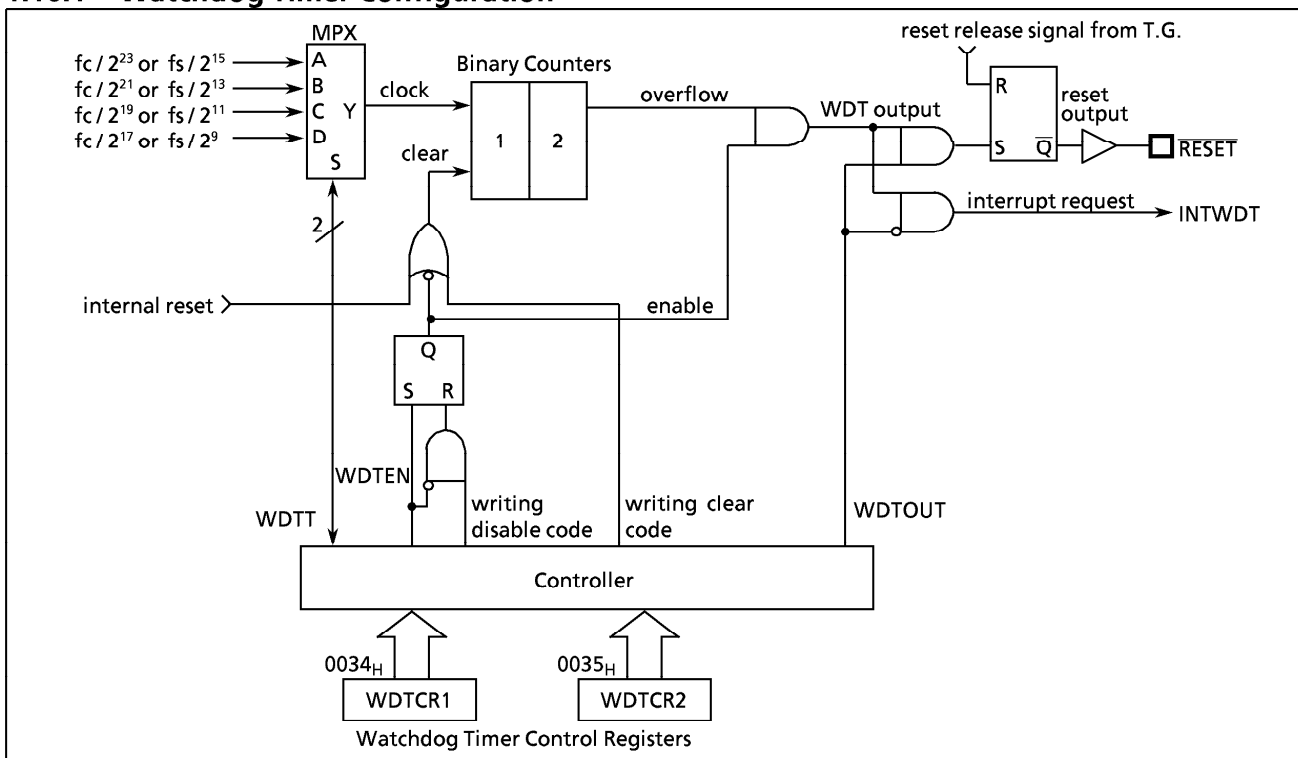 Watchdog Timer Configuration
MPX
reset release signal from T.G.
fc / 2²³ or fs / 2¹⁵
fc / 2²¹ or fs / 2¹³
fc / 2¹⁹ or fs / 2¹¹
fc / 2¹⁷ or fs / 2⁹
A
B
C
D
Y
S
clock
clear
Binary Counters
1
2
overflow
WDT output
R
S
Q̅
reset
output
R̅E̅S̅E̅T̅
interrupt request
INTWDT
2
internal reset
enable
Q
S
R
WDTEN
WDTT
writing
disable code
writing clear
code
WDTOUT
Controller
0034H
0035H
WDTCR1
WDTCR2
Watchdog Timer Control Registers